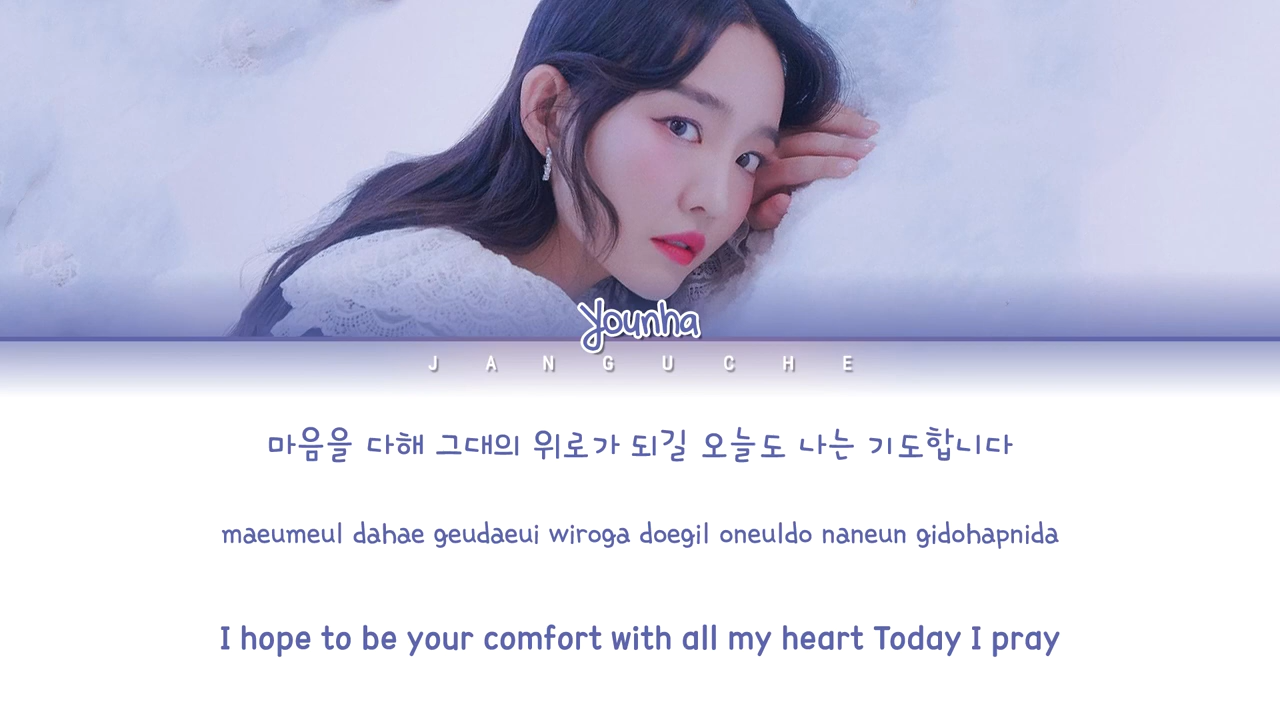 Younha
JANGUCHE
마음을 다해 그대의 위로가 되길 오늘도 나는 기도합니다
maeumeul dahae geudaeui wiroga doegil oneuldo naneun gidohapnida
I hope to be your comfort with all my heart Today I pray